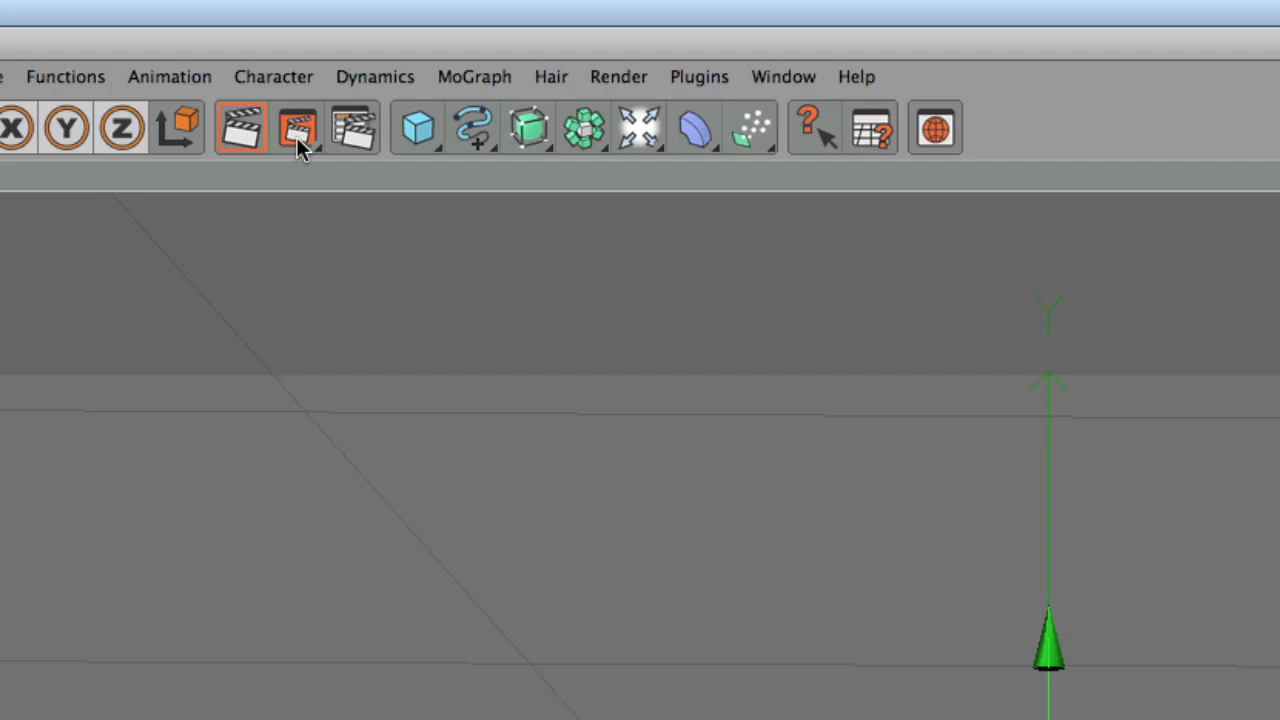 e Functions Animation Character Dynamics MoGraph Hair Render Plugins Window Help
X Y Z ? ?
Y